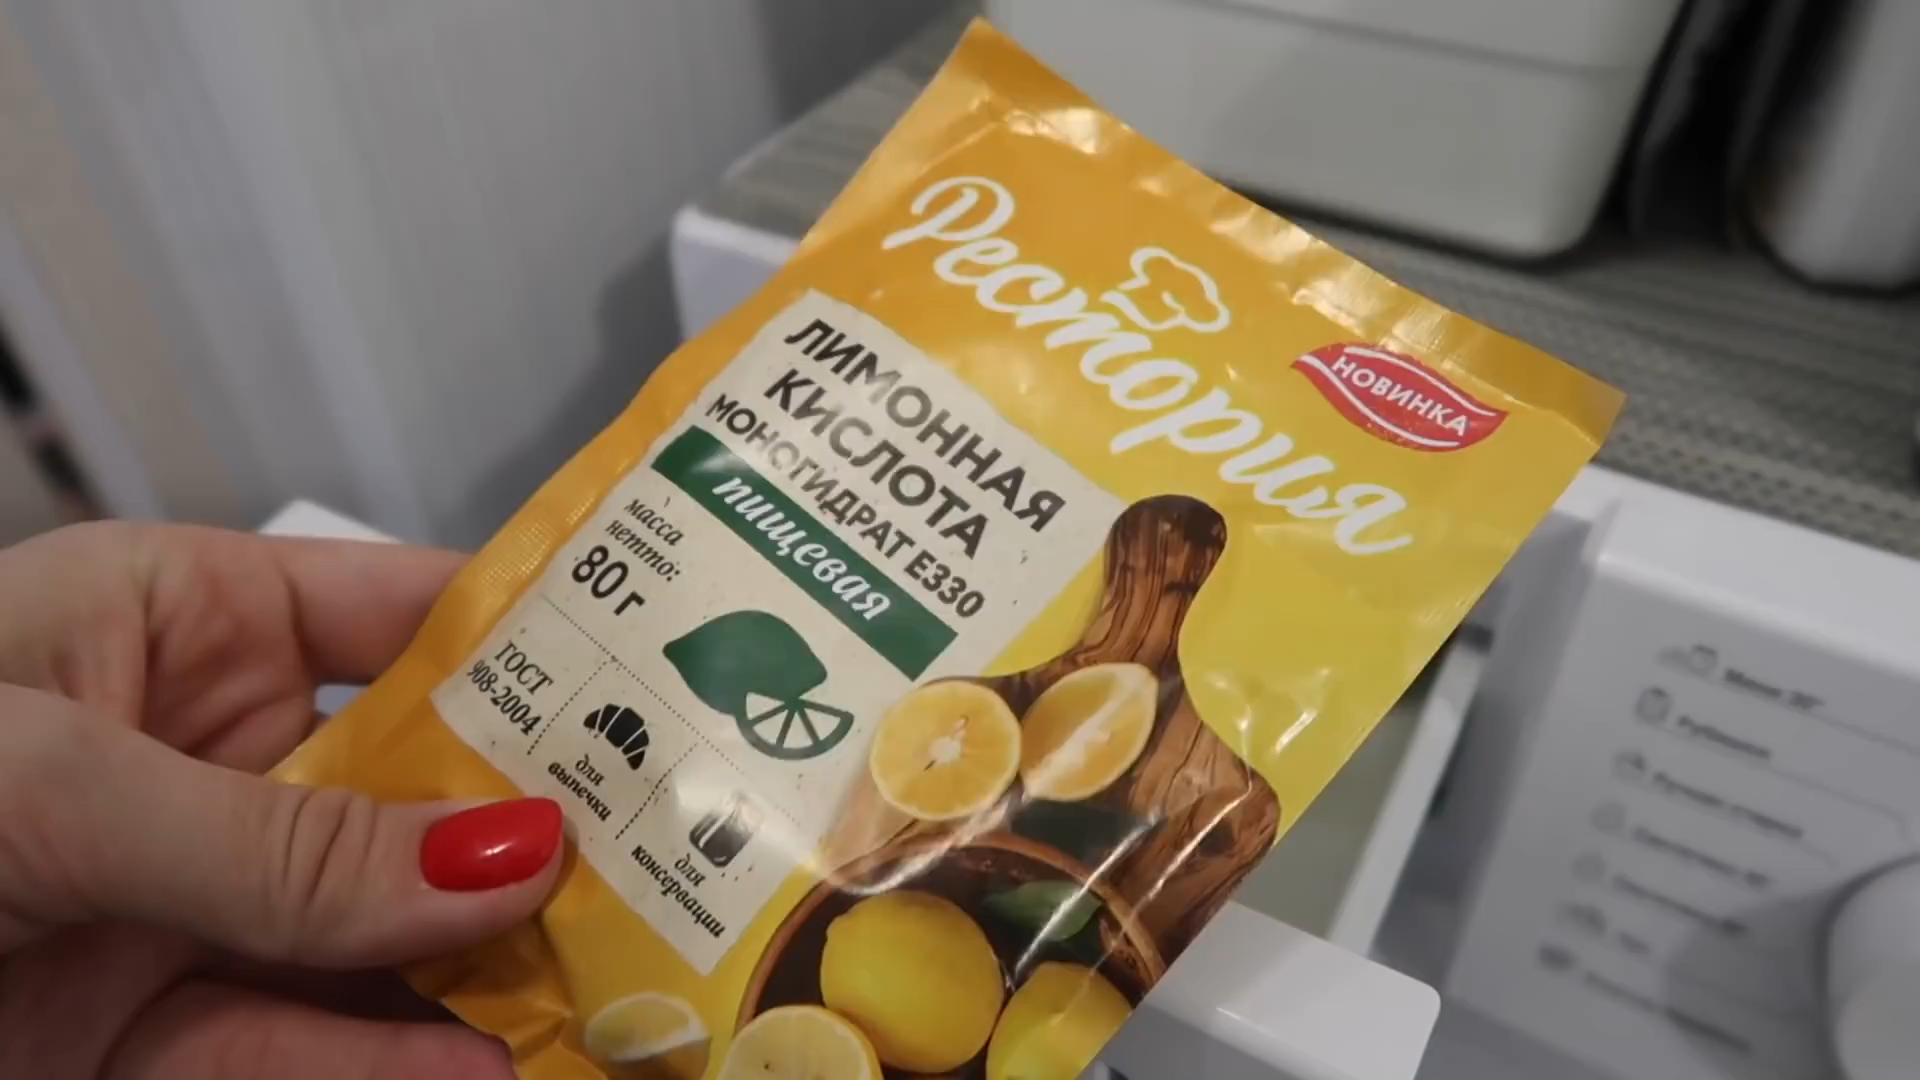 Рестория
НОВИНКА
ЛИМОННАЯ
КИСЛОТА
МОНОГИДРАТ Е330
пищевая
масса
нетто:
80 г
ГОСТ
908-2004
для
выпечки
для
консервации